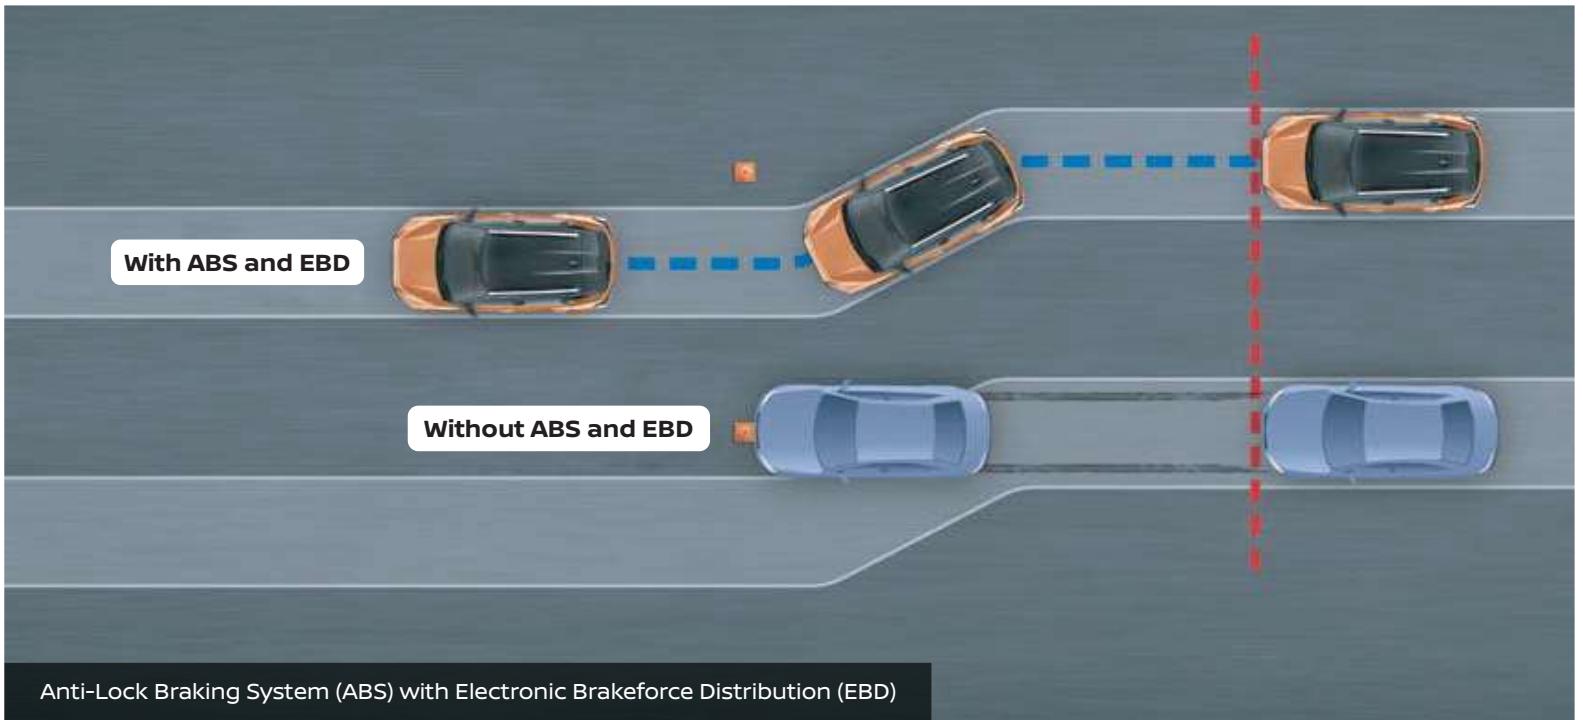 With ABS and EBD
Without ABS and EBD
Anti-Lock Braking System (ABS) with Electronic Brakeforce Distribution (EBD)